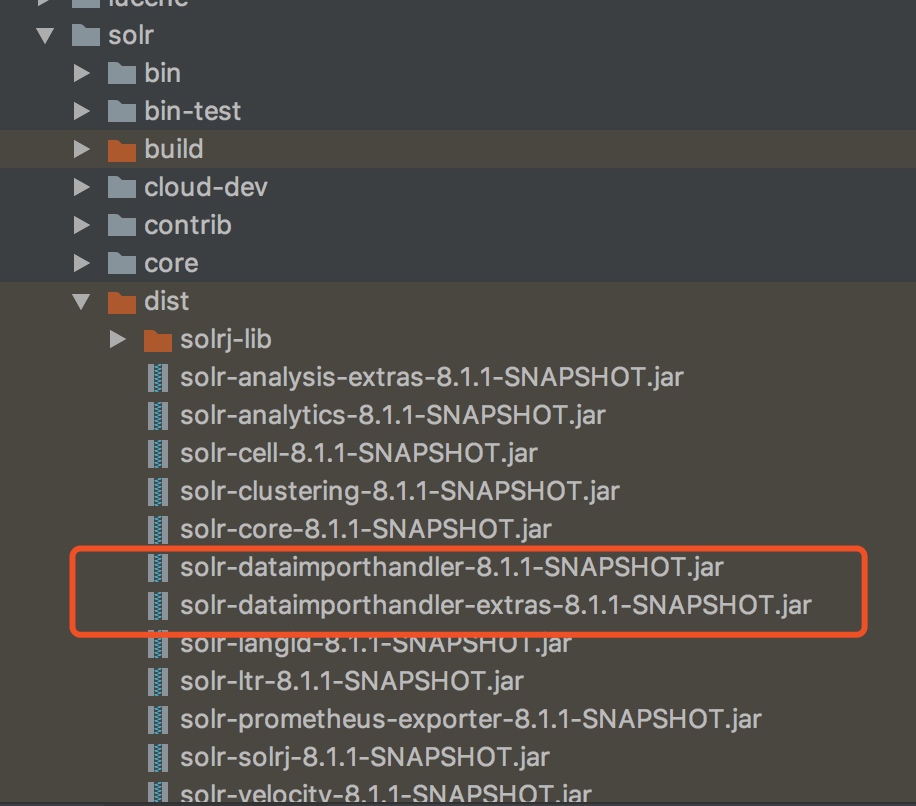 lucene
solr
bin
bin-test
build
cloud-dev
contrib
core
dist
solrj-lib
solr-analysis-extras-8.1.1-SNAPSHOT.jar
solr-analytics-8.1.1-SNAPSHOT.jar
solr-cell-8.1.1-SNAPSHOT.jar
solr-clustering-8.1.1-SNAPSHOT.jar
solr-core-8.1.1-SNAPSHOT.jar
solr-dataimporthandler-8.1.1-SNAPSHOT.jar
solr-dataimporthandler-extras-8.1.1-SNAPSHOT.jar
solr-langid-8.1.1-SNAPSHOT.jar
solr-ltr-8.1.1-SNAPSHOT.jar
solr-prometheus-exporter-8.1.1-SNAPSHOT.jar
solr-solrj-8.1.1-SNAPSHOT.jar
solr-velocity-8.1.1-SNAPSHOT.jar